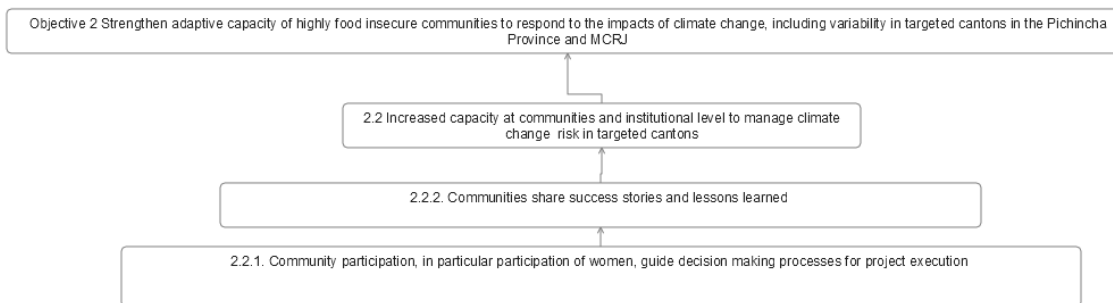 Objective 2 Strengthen adaptive capacity of highly food insecure communities to respond to the impacts of climate change, including variability in targeted cantons in the Pichincha
Province and MCRJ
2.2 Increased capacity at communities and institutional level to manage climate
change risk in targeted cantons
2.2.2. Communities share success stories and lessons learned
2.2.1. Community participation, in particular participation of women, guide decision making processes for project execution